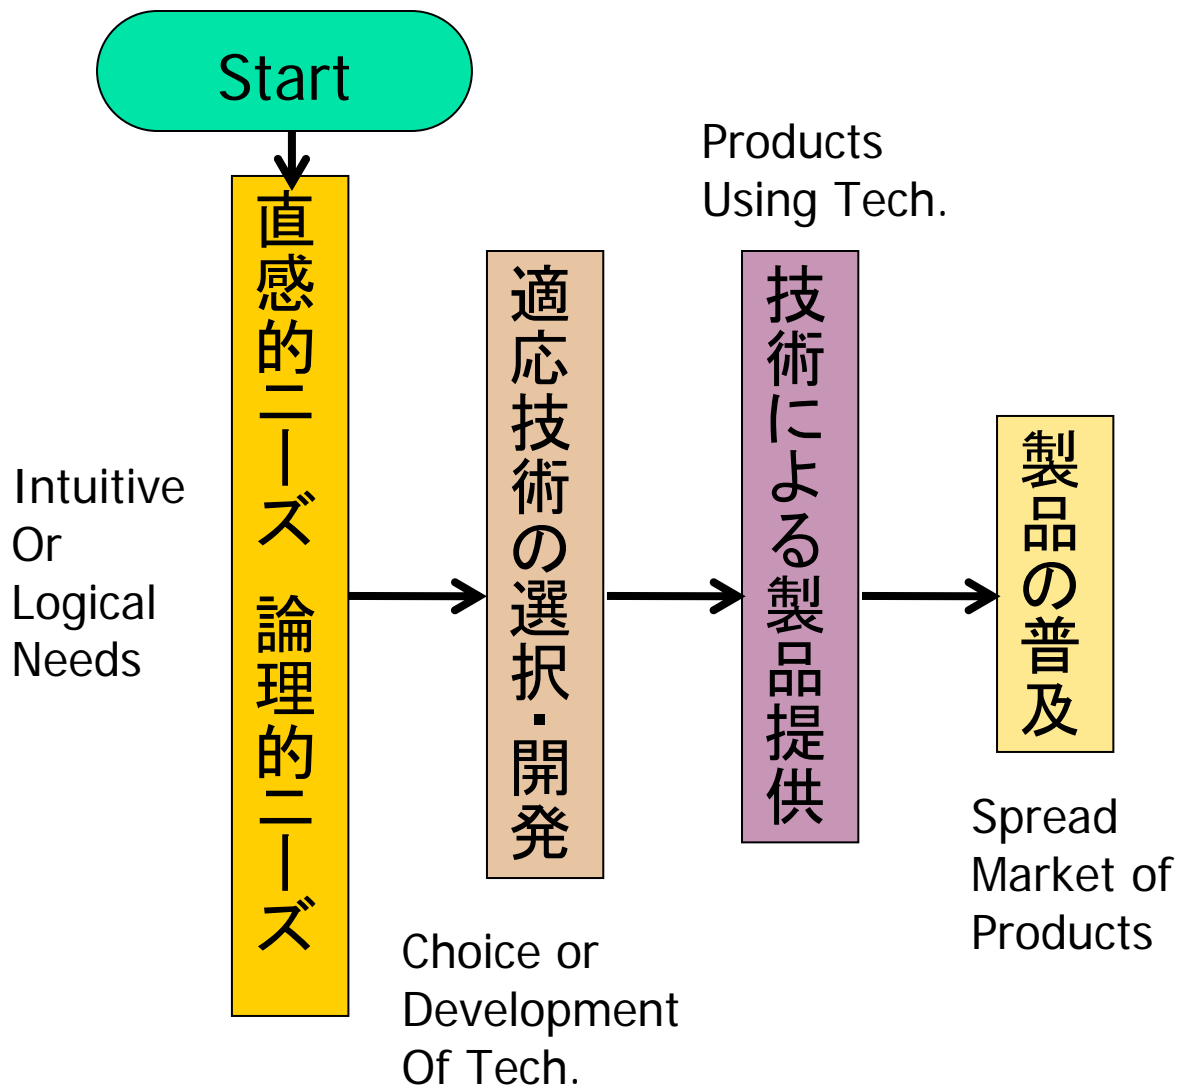 Start
直感的ニーズ 論理的ニーズ
Intuitive
Or
Logical
Needs
適応技術の選択・開発
Choice or
Development
Of Tech.
Products
Using Tech.
技術による製品提供
製品の普及
Spread
Market of
Products